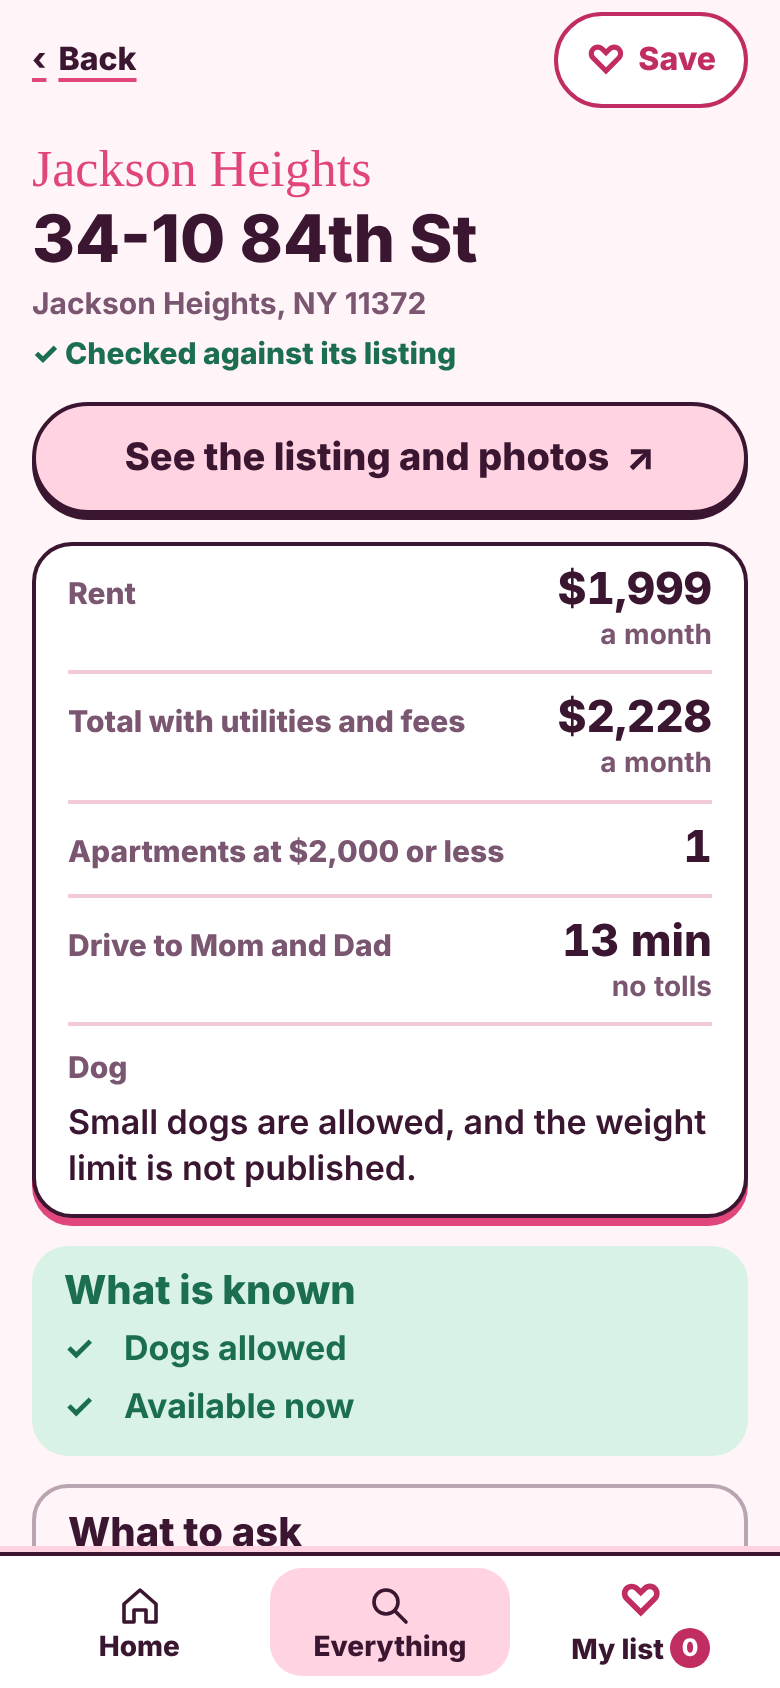 ‹ Back
Save
Jackson Heights
34-10 84th St
Jackson Heights, NY 11372
✓ Checked against its listing
See the listing and photos ↗
Rent
$1,999
a month
Total with utilities and fees
$2,228
a month
Apartments at $2,000 or less
1
Drive to Mom and Dad
13 min
no tolls
Dog
Small dogs are allowed, and the weight
limit is not published.
What is known
✓ Dogs allowed
✓ Available now
What to ask
Home
Everything
My list 0